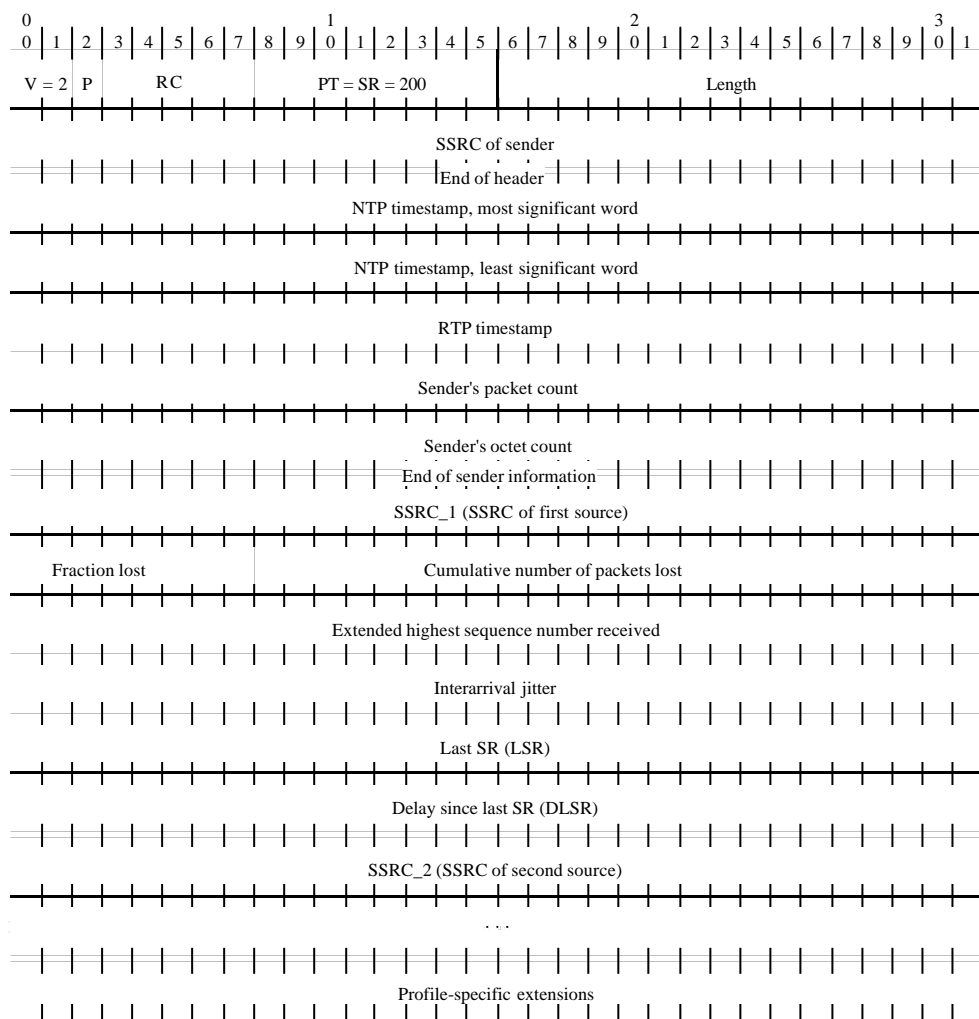 0 1 2 3
0 1 2 3 4 5 6 7 8 9 0 1 2 3 4 5 6 7 8 9 0 1 2 3 4 5 6 7 8 9 0 1
V = 2 P RC PT = SR = 200 Length
SSRC of sender
End of header
NTP timestamp, most significant word
NTP timestamp, least significant word
RTP timestamp
Sender's packet count
Sender's octet count
End of sender information
SSRC_1 (SSRC of first source)
Fraction lost Cumulative number of packets lost
Extended highest sequence number received
Interarrival jitter
Last SR (LSR)
Delay since last SR (DLSR)
SSRC_2 (SSRC of second source)
. . .
Profile-specific extensions